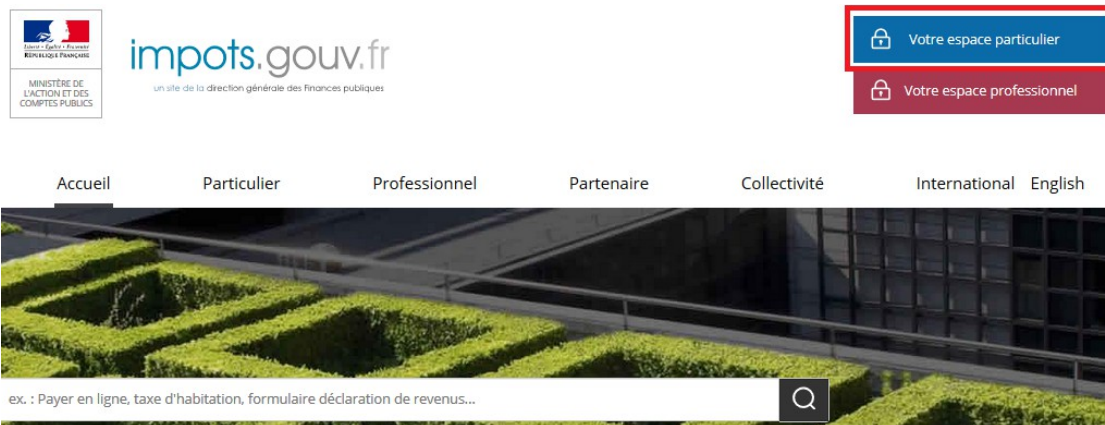 Liberté • Égalité • Fraternité
RÉPUBLIQUE FRANÇAISE
MINISTÈRE DE
L'ACTION ET DES
COMPTES PUBLICS
impots.gouv.fr
un site de la direction générale des Finances publiques
Votre espace particulier
Votre espace professionnel
Accueil Particulier Professionnel Partenaire Collectivité International English
ex. : Payer en ligne, taxe d'habitation, formulaire déclaration de revenus...